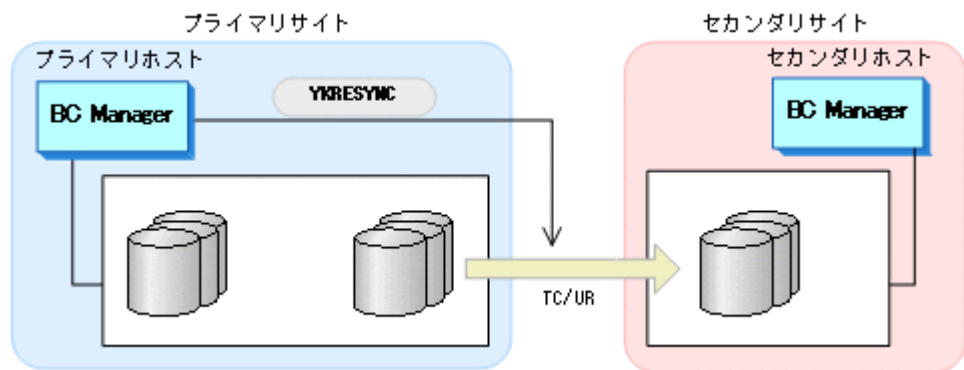 プライマリサイト
セカンダリサイト
プライマリホスト
セカンダリホスト
BC Manager
YKRESYNC
BC Manager
TC/UR